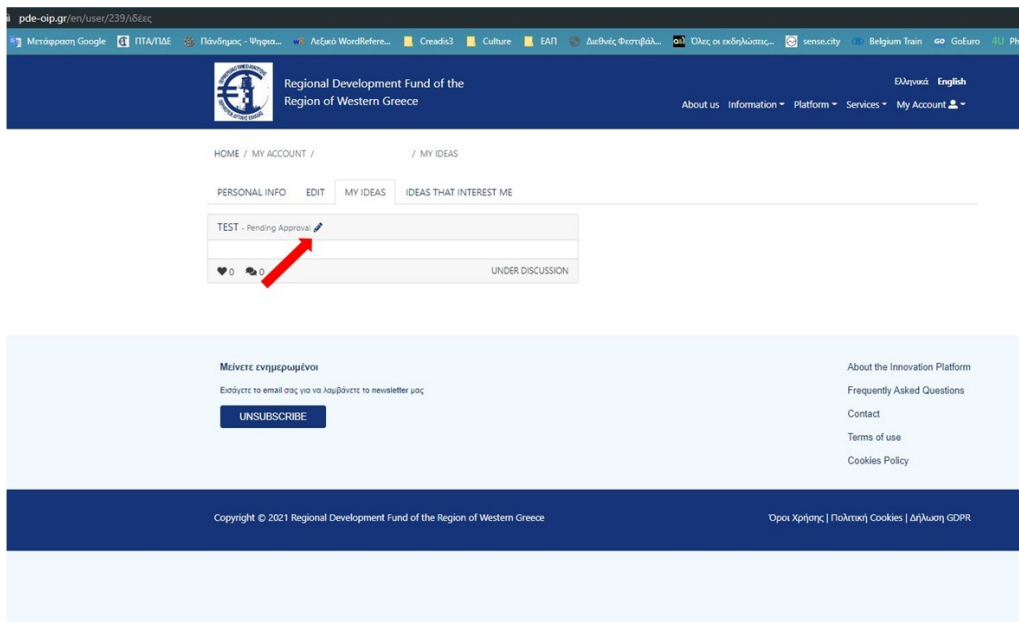 pde-oip.gr/en/user/239/ιδέες
Μετάφραση Google ΠΤΑ/ΠΔΕ Πάνδημος - Ψηφια... Λεξικό WordRefere... Creadis3 Culture ΕΑΠ Διεθνές Φεστιβάλ... Όλες οι εκδηλώσεις... sense.city Belgium Train GO GoEuro 4U Ph
Regional Development Fund of the
Region of Western Greece
Ελληνικά English
About us Information Platform Services My Account
HOME / MY ACCOUNT / / MY IDEAS
PERSONAL INFO EDIT MY IDEAS IDEAS THAT INTEREST ME
TEST - Pending Approval
0 0 UNDER DISCUSSION
Μείνετε ενημερωμένοι
Εισάγετε το email σας για να λαμβάνετε το newsletter μας
UNSUBSCRIBE
About the Innovation Platform
Frequently Asked Questions
Contact
Terms of use
Cookies Policy
Copyright © 2021 Regional Development Fund of the Region of Western Greece
Όροι Χρήσης | Πολιτική Cookies | Δήλωση GDPR